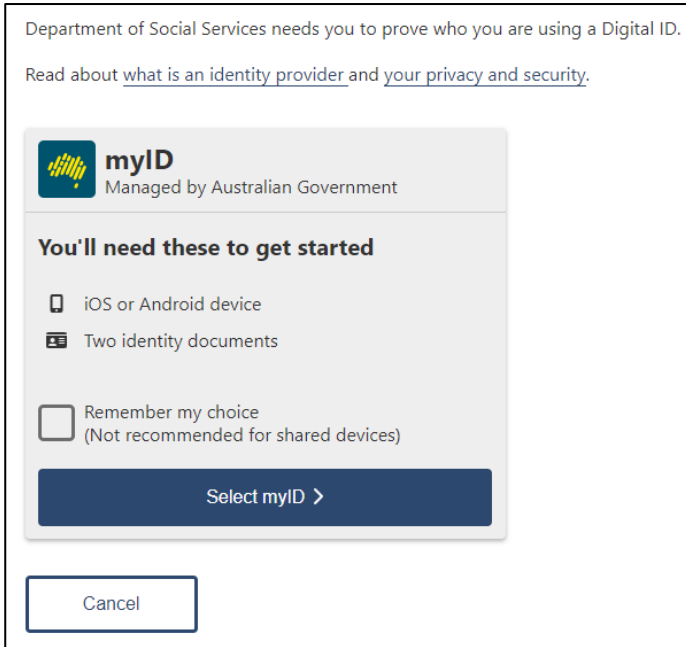 Department of Social Services needs you to prove who you are using a Digital ID.
Read about what is an identity provider and your privacy and security.
myID
Managed by Australian Government
You'll need these to get started
iOS or Android device
Two identity documents
Remember my choice
(Not recommended for shared devices)
Select myID
Cancel